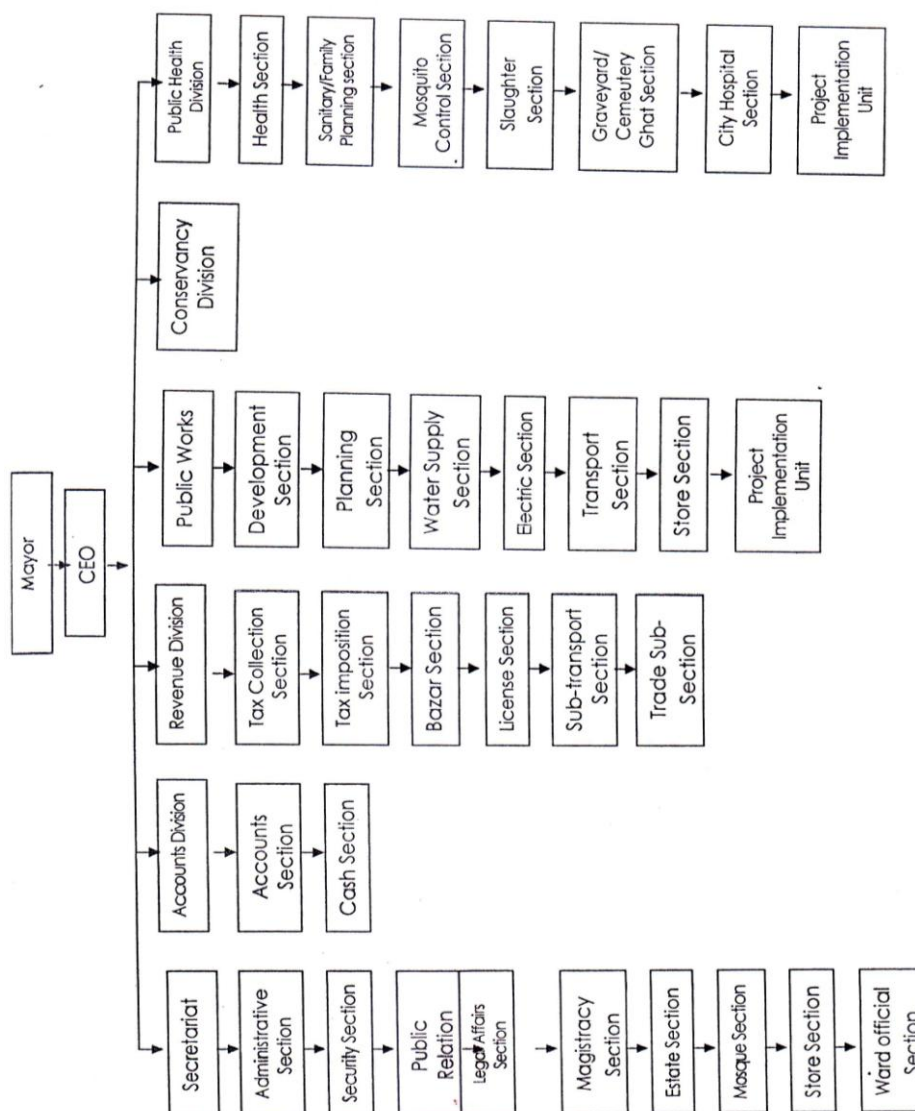 Mayor
CEO
Secretariat
Administrative
Section
Security Section
Public
Relation
Legal Affairs
Section
Magistracy
Section
Estate Section
Mosque Section
Store Section
Ward official
Section
Accounts Division
Accounts
Section
Cash Section
Revenue Division
Tax Collection
Section
Tax imposition
Section
Bazar Section
License Section
Sub-transport
Section
Trade Sub-
Section
Public Works
Development
Section
Planning
Section
Water Supply
Section
Electric Section
Transport
Section
Store Section
Project
Implementation
Unit
Conservancy
Division
Public Health
Division
Health Section
Sanitary/Family
Planning section
Mosquito
Control Section
Slaughter
Section
Graveyard/
Cemeutery
Ghat Section
City Hospital
Section
Project
Implementation
Unit